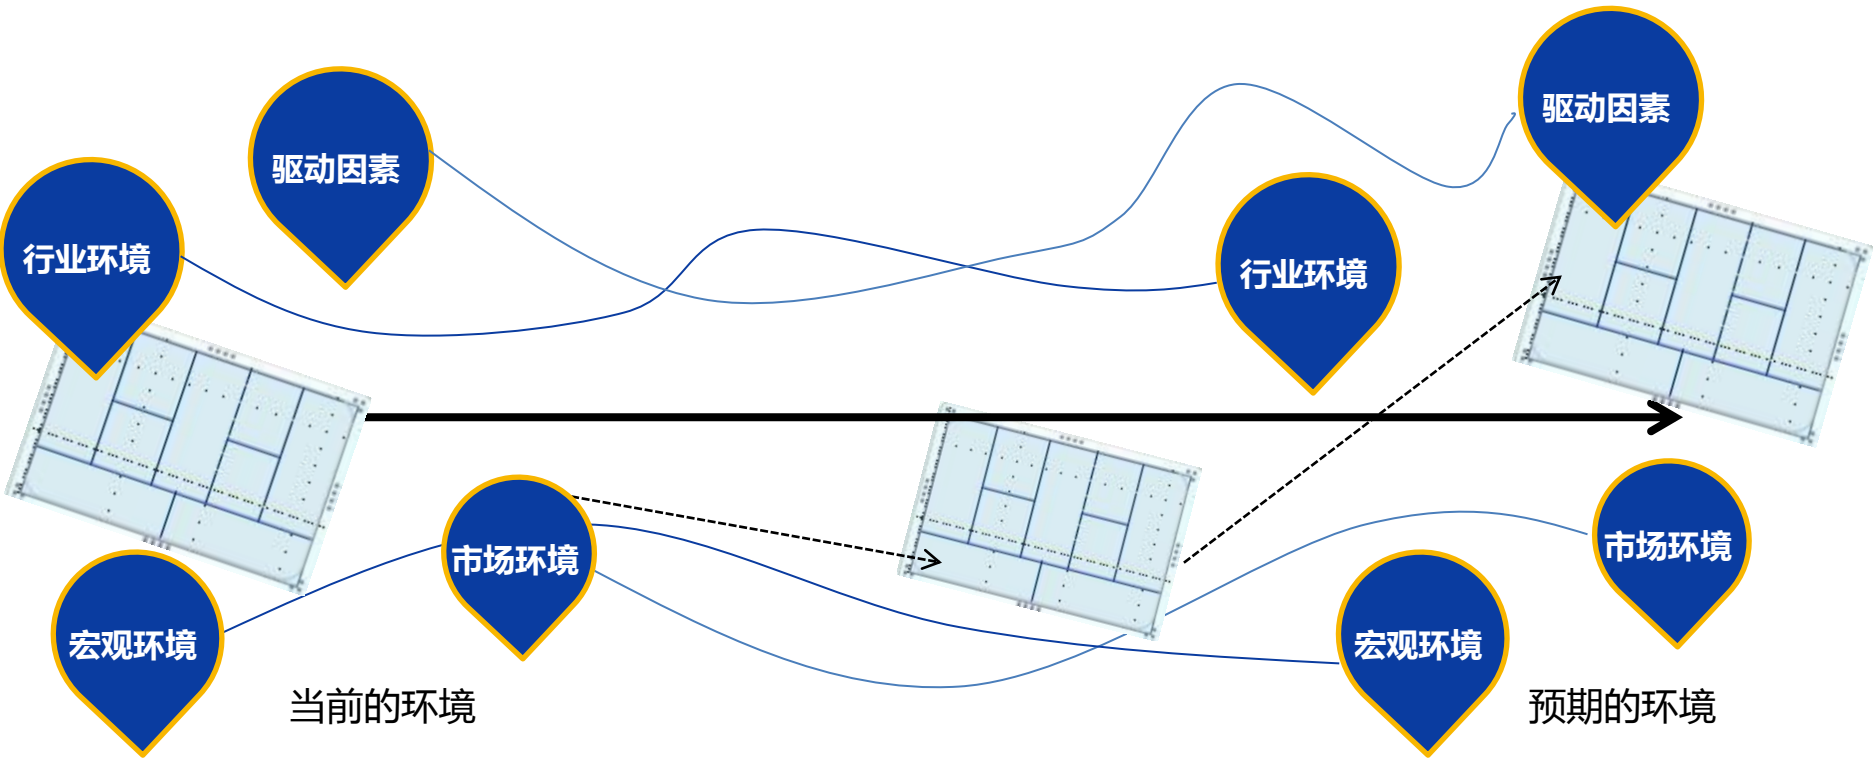 驱动因素
驱动因素
行业环境
行业环境
市场环境
市场环境
宏观环境
宏观环境
当前的环境
预期的环境